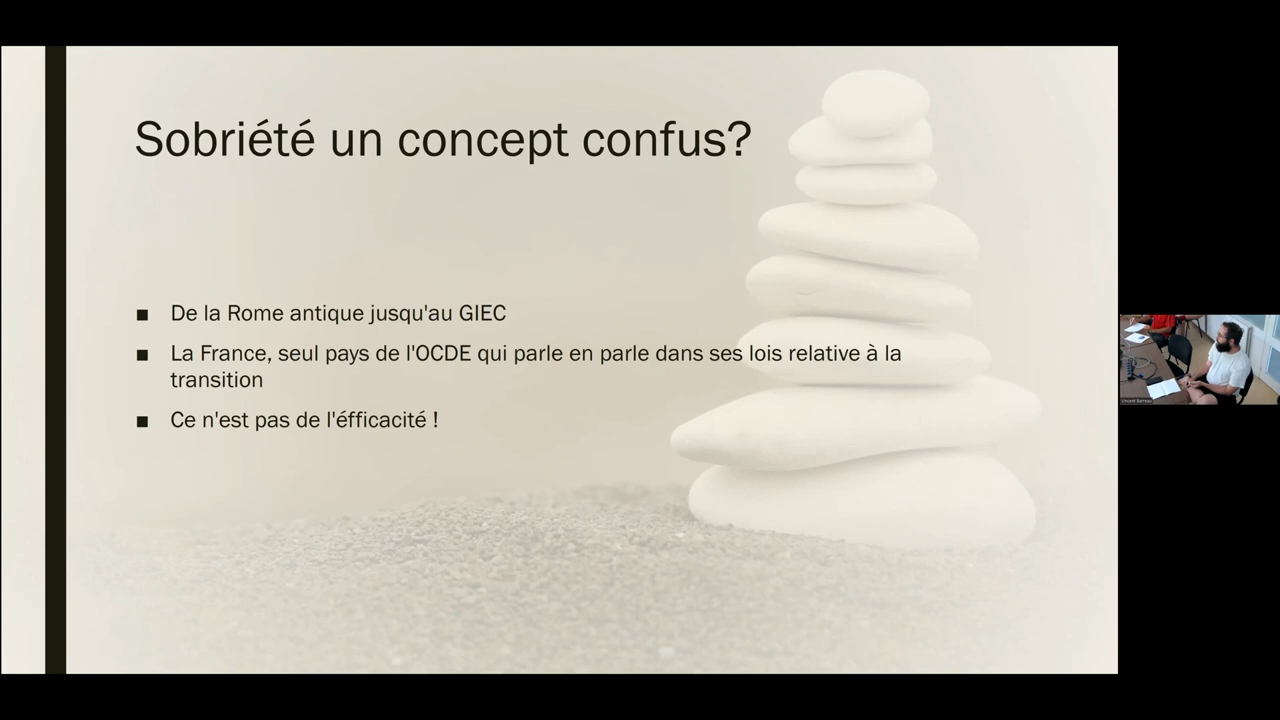 Sobriété un concept confus?
■ De la Rome antique jusqu'au GIEC
■ La France, seul pays de l'OCDE qui parle en parle dans ses lois relative à la
transition
■ Ce n'est pas de l'éfficacité !